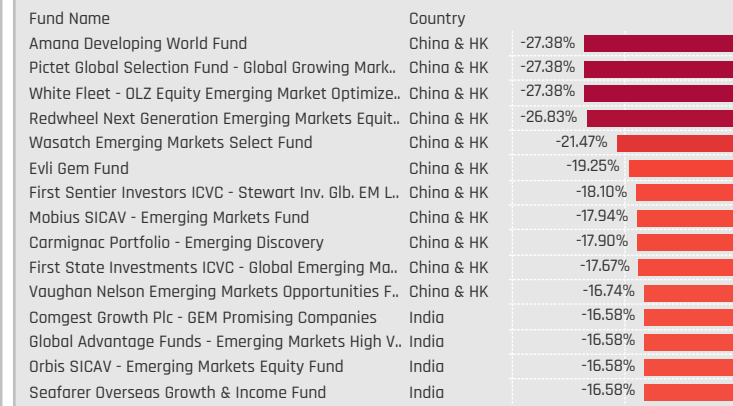 Fund Name Country
Amana Developing World Fund China & HK -27.38%
Pictet Global Selection Fund - Global Growing Mark.. China & HK -27.38%
White Fleet - OLZ Equity Emerging Market Optimize.. China & HK -27.38%
Redwheel Next Generation Emerging Markets Equit.. China & HK -26.83%
Wasatch Emerging Markets Select Fund China & HK -21.47%
Evli Gem Fund China & HK -19.25%
First Sentier Investors ICVC - Stewart Inv. Glb. EM L.. China & HK -18.10%
Mobius SICAV - Emerging Markets Fund China & HK -17.94%
Carmignac Portfolio - Emerging Discovery China & HK -17.90%
First State Investments ICVC - Global Emerging Ma.. China & HK -17.67%
Vaughan Nelson Emerging Markets Opportunities F.. China & HK -16.74%
Comgest Growth Plc - GEM Promising Companies India -16.58%
Global Advantage Funds - Emerging Markets High V.. India -16.58%
Orbis SICAV - Emerging Markets Equity Fund India -16.58%
Seafarer Overseas Growth & Income Fund India -16.58%